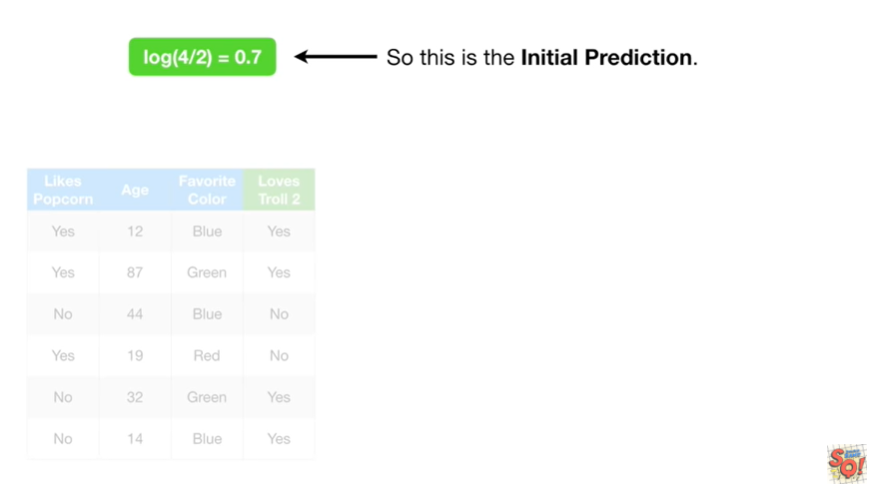 log(4/2) = 0.7
So this is the Initial Prediction.
Likes Popcorn Age Favorite Color Loves Troll 2
Yes 12 Blue Yes
Yes 87 Green Yes
No 44 Blue No
Yes 19 Red No
No 32 Green Yes
No 14 Blue Yes
SQ!